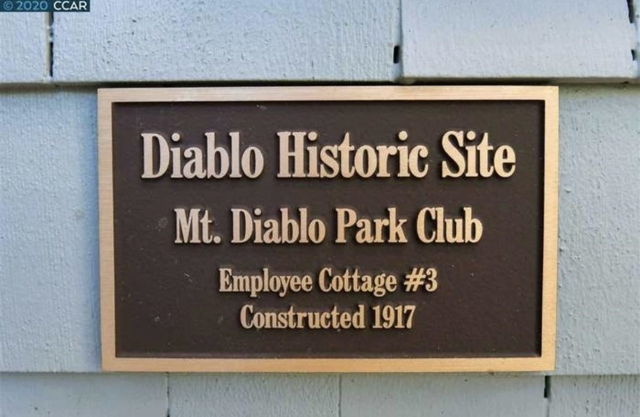 © 2020 CCAR
Diablo Historic Site
Mt. Diablo Park Club
Employee Cottage #3
Constructed 1917